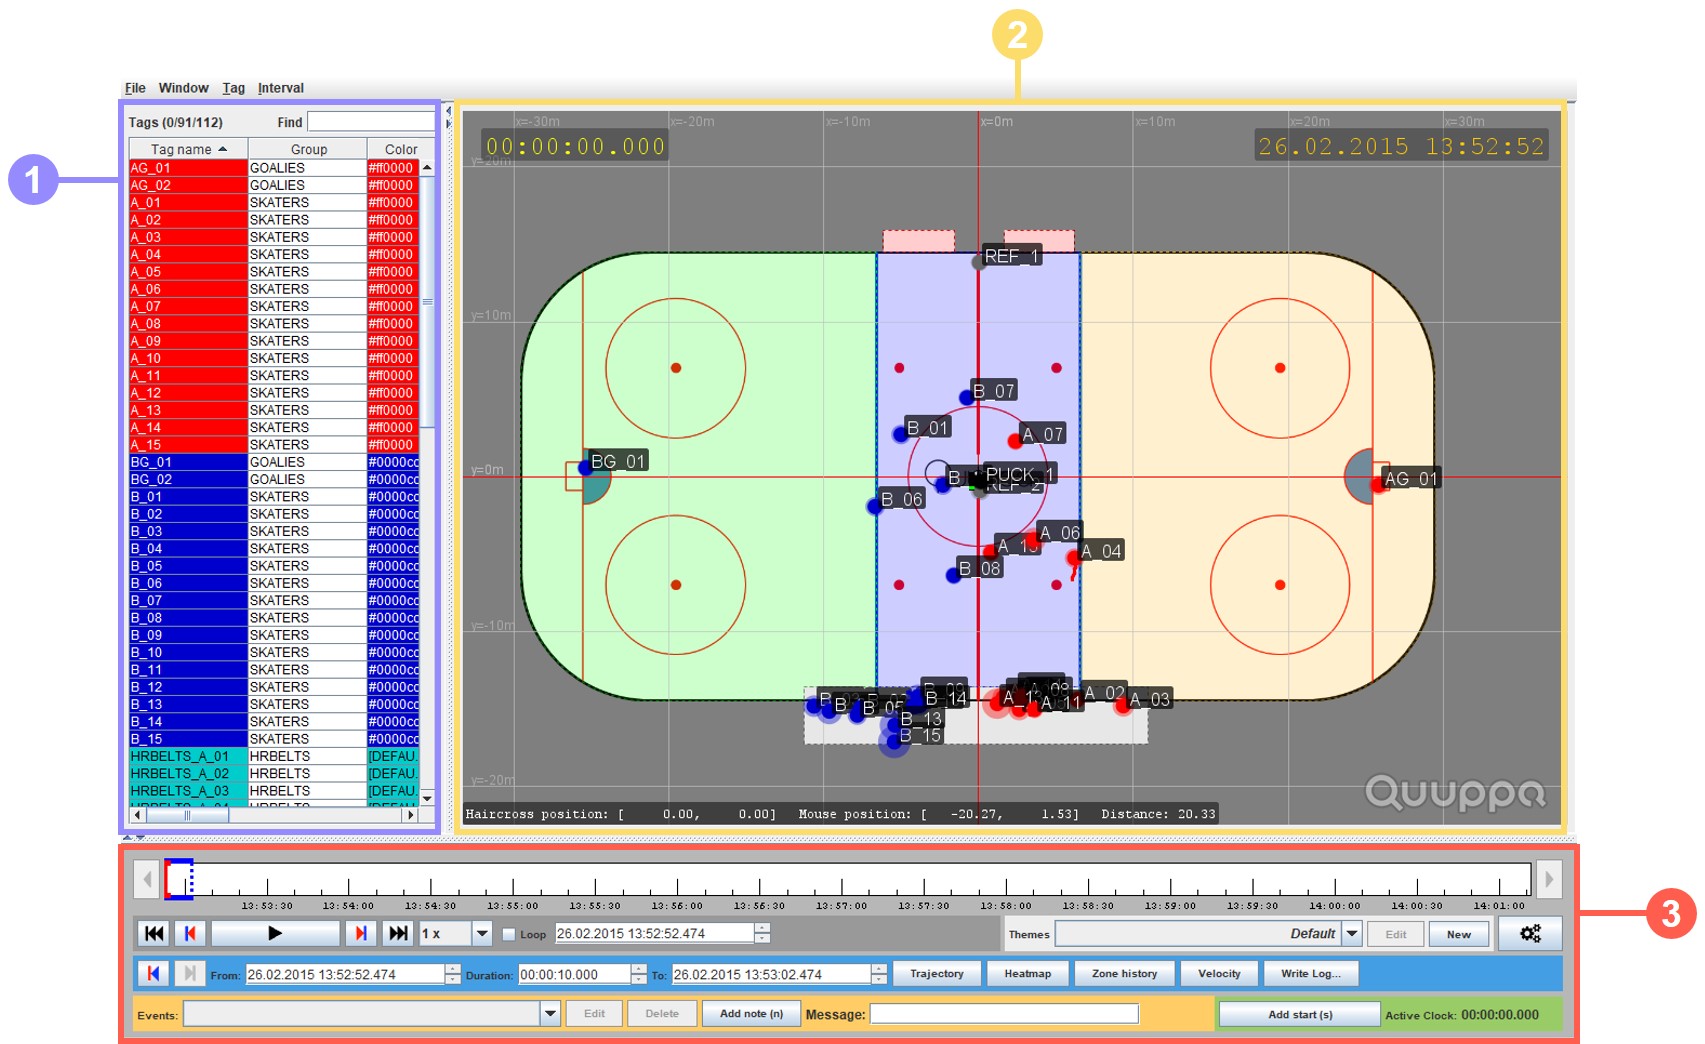 2
File Window Tag Interval
Tags (0/91/112) Find
Tag name Group Color
1
AG_01 GOALIES #ff0000
AG_02 GOALIES #ff0000
A_01 SKATERS #ff0000
A_02 SKATERS #ff0000
A_03 SKATERS #ff0000
A_04 SKATERS #ff0000
A_05 SKATERS #ff0000
A_06 SKATERS #ff0000
A_07 SKATERS #ff0000
A_08 SKATERS #ff0000
A_09 SKATERS #ff0000
A_10 SKATERS #ff0000
A_11 SKATERS #ff0000
A_12 SKATERS #ff0000
A_13 SKATERS #ff0000
A_14 SKATERS #ff0000
A_15 SKATERS #ff0000
BG_01 GOALIES #0000cc
BG_02 GOALIES #0000cc
B_01 SKATERS #0000cc
B_02 SKATERS #0000cc
B_03 SKATERS #0000cc
B_04 SKATERS #0000cc
B_05 SKATERS #0000cc
B_06 SKATERS #0000cc
B_07 SKATERS #0000cc
B_08 SKATERS #0000cc
B_09 SKATERS #0000cc
B_10 SKATERS #0000cc
B_11 SKATERS #0000cc
B_12 SKATERS #0000cc
B_13 SKATERS #0000cc
B_14 SKATERS #0000cc
B_15 SKATERS #0000cc
HRBELTS_A_01 HRBELTS [DEFAU.
HRBELTS_A_02 HRBELTS [DEFAU.
HRBELTS_A_03 HRBELTS [DEFAU.
x=-30m x=-20m x=-10m x=0m x=10m x=20m x=30m
00:00:00.000 26.02.2015 13:52:52
y=20m
REF_1
y=10m
B_07
B_01 A_07
BG_01
y=0m PUCK_1 AG_01
REF_2
B_06
A_06
A_04
B_08
y=-10m
A_02 A_03
B_14 A_11
B_13
B_15
y=-20m
Quuppa
Haircross position: [ 0.00, 0.00] Mouse position: [ -20.27, 1.53] Distance: 20.33
13:53:30 13:54:00 13:54:30 13:55:00 13:55:30 13:56:00 13:56:30 13:57:00 13:57:30 13:58:00 13:58:30 13:59:00 13:59:30 14:00:00 14:00:30 14:01:00
3
1 x Loop 26.02.2015 13:52:52.474 Themes Default Edit New
From: 26.02.2015 13:52:52.474 Duration: 00:00:10.000 To: 26.02.2015 13:53:02.474 Trajectory Heatmap Zone history Velocity Write Log...
Events: Edit Delete Add note (n) Message: Add start (s) Active Clock: 00:00:00.000